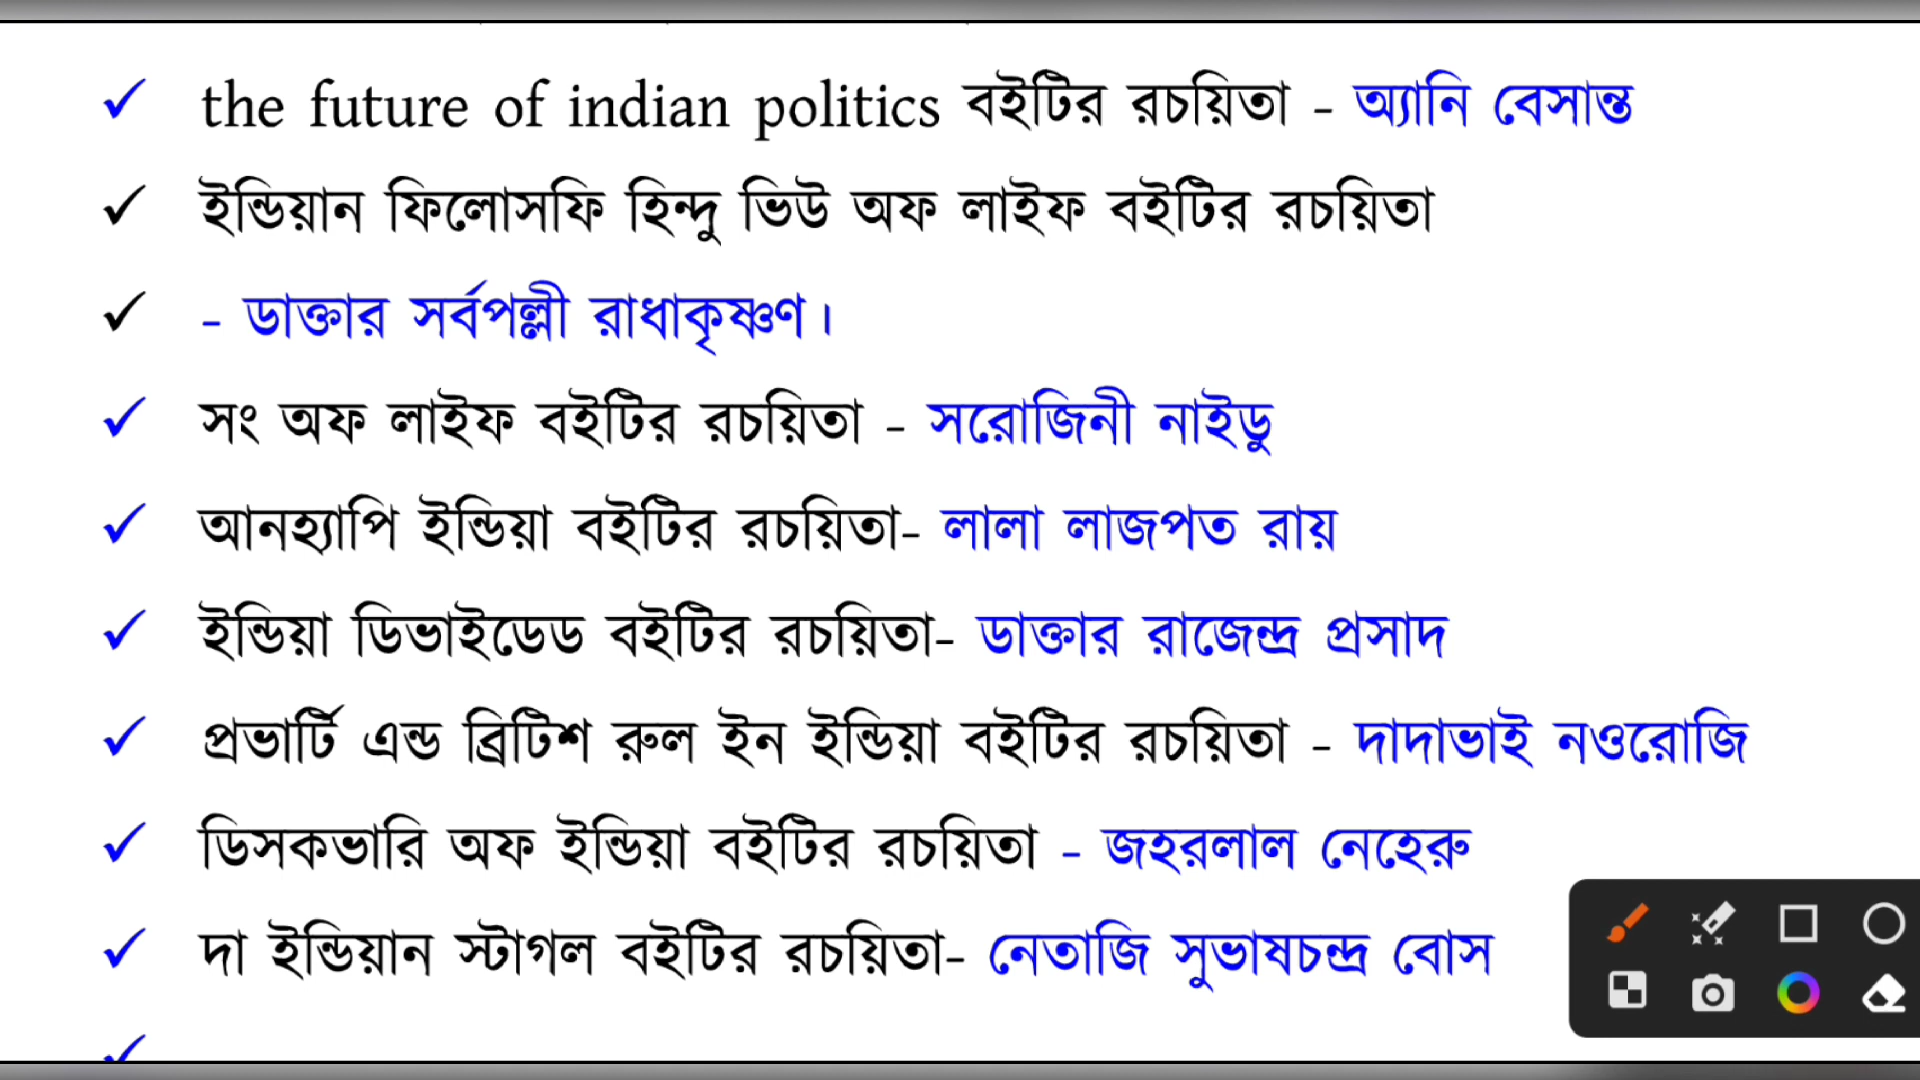 the future of indian politics বইটির রচয়িতা - অ্যানি বেসান্ত
ইন্ডিয়ান ফিলোসফি হিন্দু ভিউ অফ লাইফ বইটির রচয়িতা
- ডাক্তার সর্বপল্লী রাধাকৃষ্ণণ।
সং অফ লাইফ বইটির রচয়িতা - সরোজিনী নাইডু
আনহ্যাপি ইন্ডিয়া বইটির রচয়িতা- লালা লাজপত রায়
ইন্ডিয়া ডিভাইডেড বইটির রচয়িতা- ডাক্তার রাজেন্দ্র প্রসাদ
প্রভার্টি এন্ড ব্রিটিশ রুল ইন ইন্ডিয়া বইটির রচয়িতা - দাদাভাই নওরোজি
ডিসকভারি অফ ইন্ডিয়া বইটির রচয়িতা - জহরলাল নেহেরু
দা ইন্ডিয়ান স্টাগল বইটির রচয়িতা- নেতাজি সুভাষচন্দ্র বোস